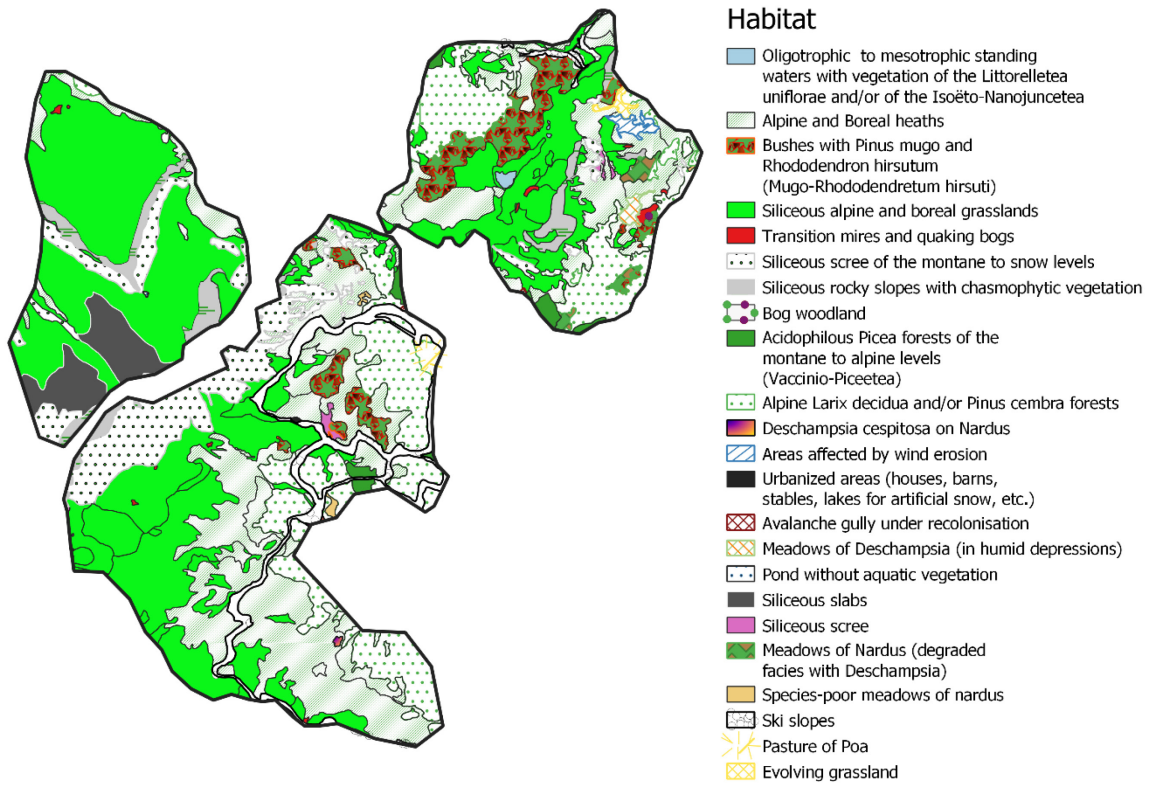 Habitat
Oligotrophic to mesotrophic standing
waters with vegetation of the Littorelletea
uniflorae and/or of the Isoëto-Nanojuncetea
Alpine and Boreal heaths
Bushes with Pinus mugo and
Rhododendron hirsutum
(Mugo-Rhododendretum hirsuti)
Siliceous alpine and boreal grasslands
Transition mires and quaking bogs
Siliceous scree of the montane to snow levels
Siliceous rocky slopes with chasmophytic vegetation
Bog woodland
Acidophilous Picea forests of the
montane to alpine levels
(Vaccinio-Piceetea)
Alpine Larix decidua and/or Pinus cembra forests
Deschampsia cespitosa on Nardus
Areas affected by wind erosion
Urbanized areas (houses, barns,
stables, lakes for artificial snow, etc.)
Avalanche gully under recolonisation
Meadows of Deschampsia (in humid depressions)
Pond without aquatic vegetation
Siliceous slabs
Siliceous scree
Meadows of Nardus (degraded
facies with Deschampsia)
Species-poor meadows of nardus
Ski slopes
Pasture of Poa
Evolving grassland